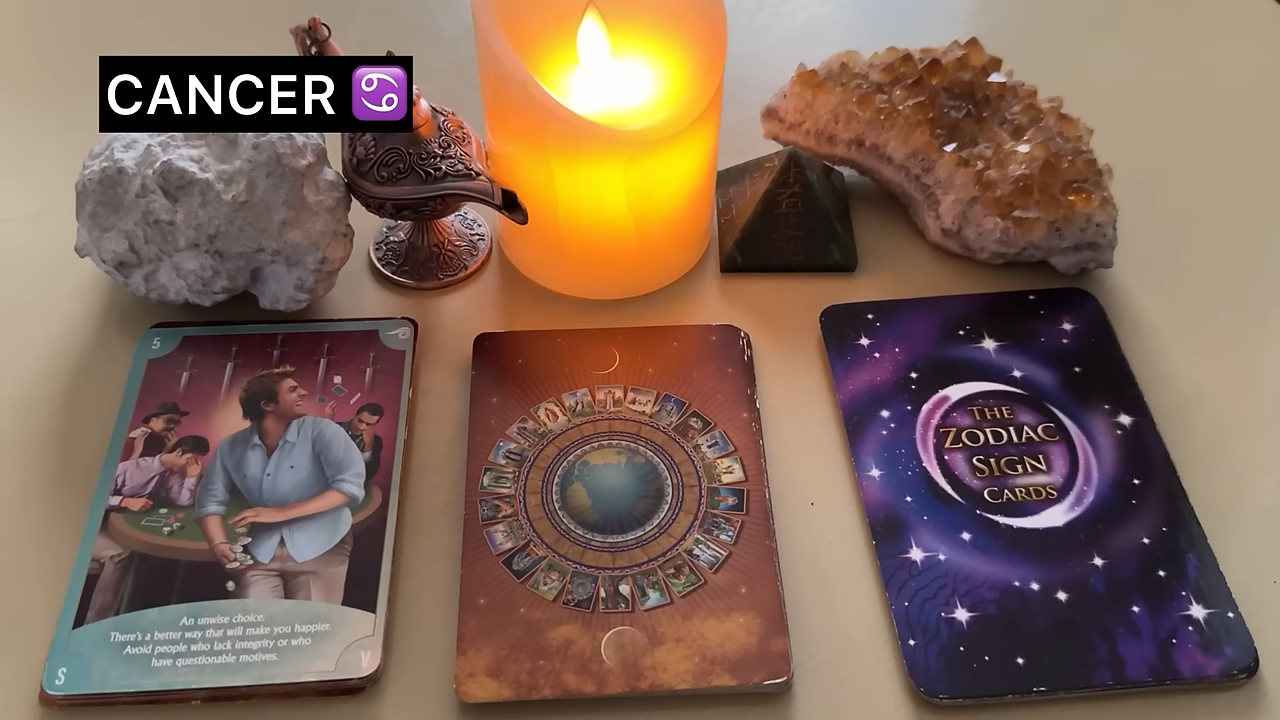 CANCER ♋
5
An unwise choice.
There's a better way that will make you happier.
Avoid people who lack integrity or who
have questionable motives.
S
V
THE
ZODIAC
SIGN
CARDS